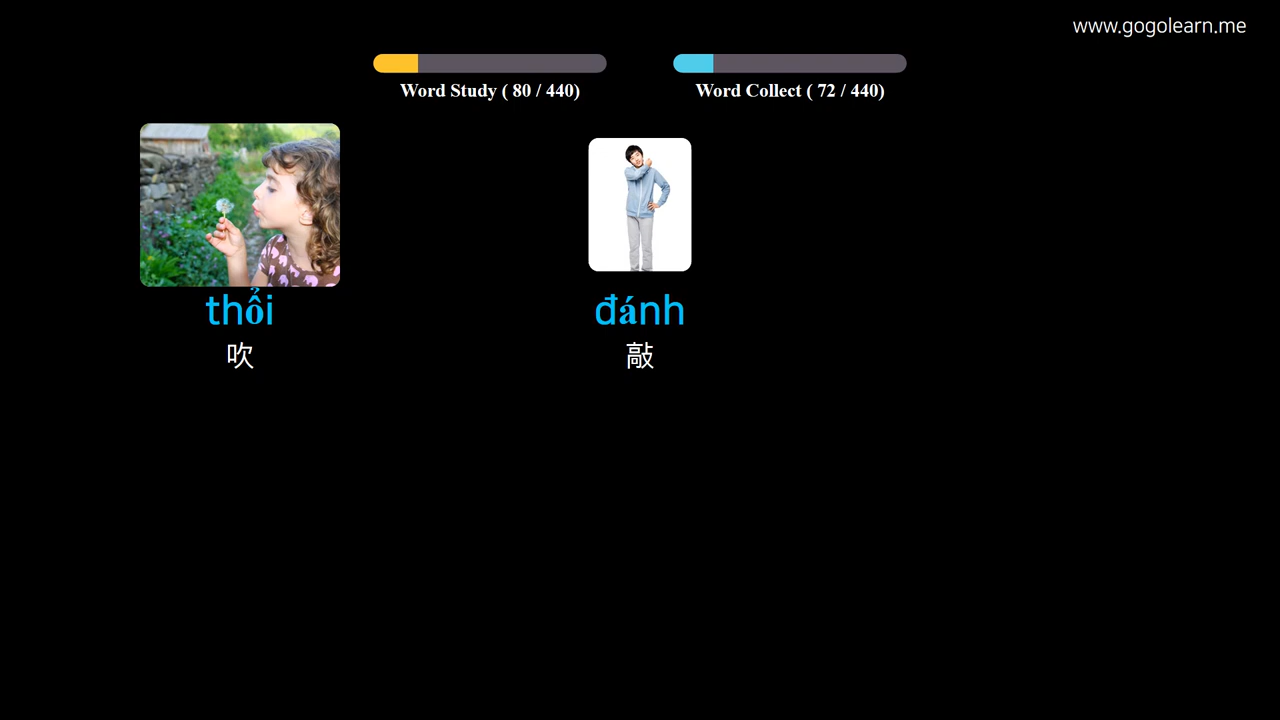 www.gogolearn.me
Word Study ( 80 / 440)
Word Collect ( 72 / 440)
thổi
đánh
吹
敲